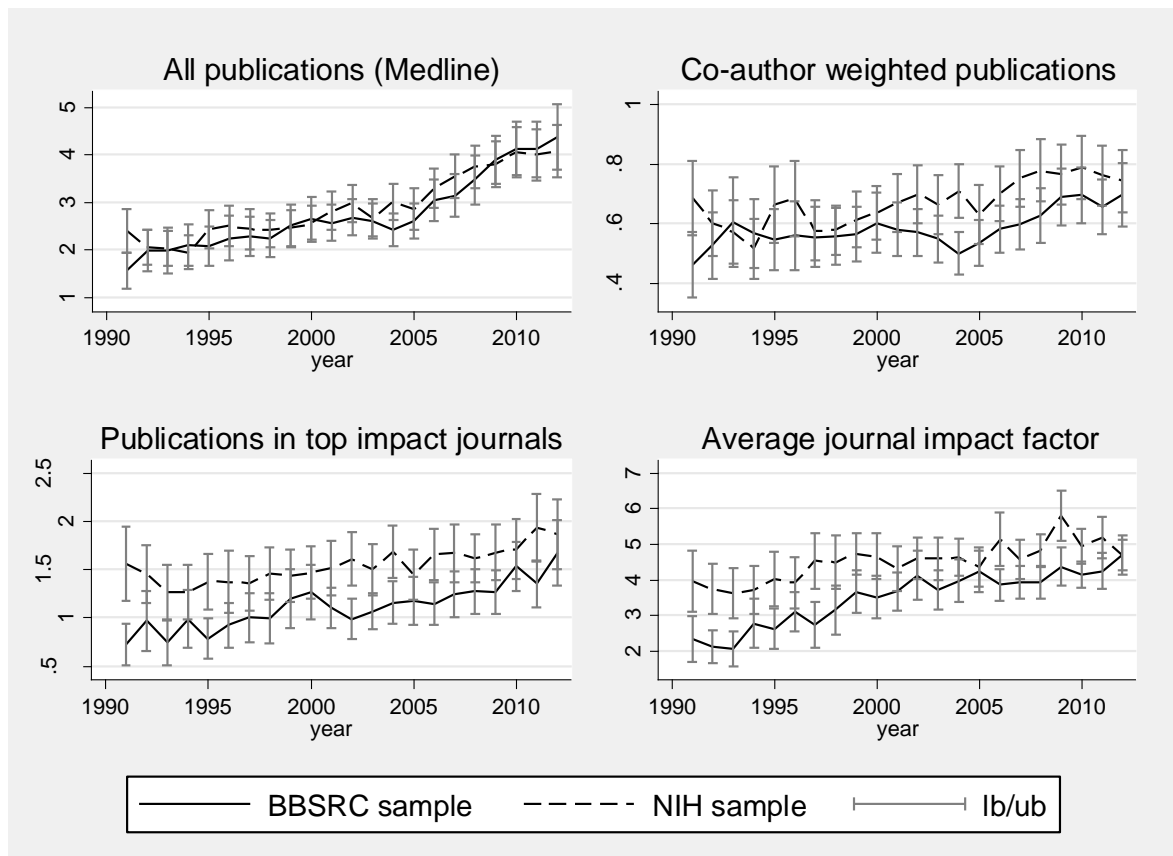 All publications (Medline)
5
4
3
2
1
1990 1995 2000 2005 2010
year
Co-author weighted publications
1
.8
.6
.4
1990 1995 2000 2005 2010
year
Publications in top impact journals
2.5
2
1.5
1
.5
1990 1995 2000 2005 2010
year
Average journal impact factor
7
6
5
4
3
2
1990 1995 2000 2005 2010
year
BBSRC sample NIH sample lb/ub